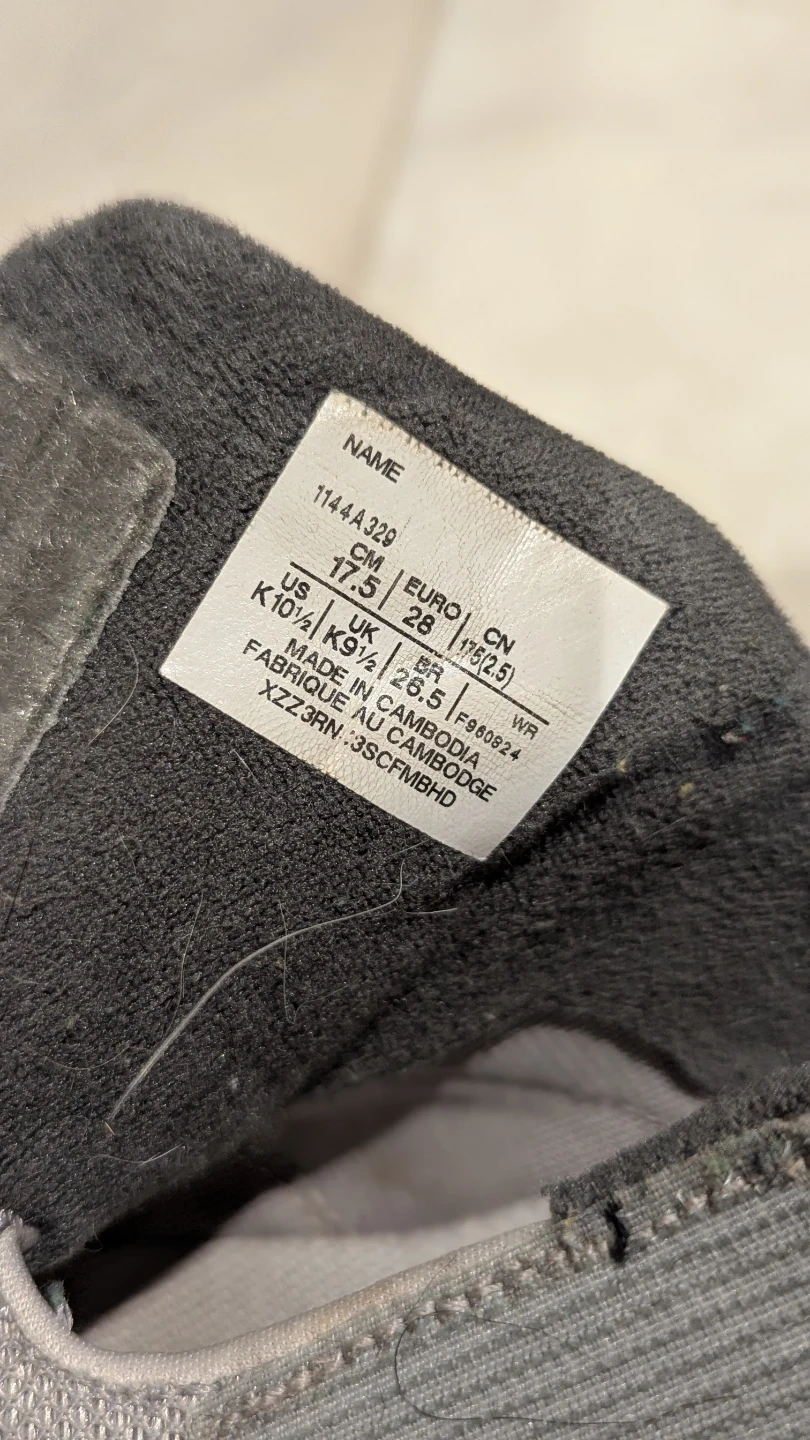 NAME
1144A329
CM | EURO | CN
17.5 | 28 | 175(2.5)
US | UK | BR | WR
K10½ | K9½ | 26.5 | F960824
MADE IN CAMBODIA
FABRIQUE AU CAMBODGE
3SCFMBHD